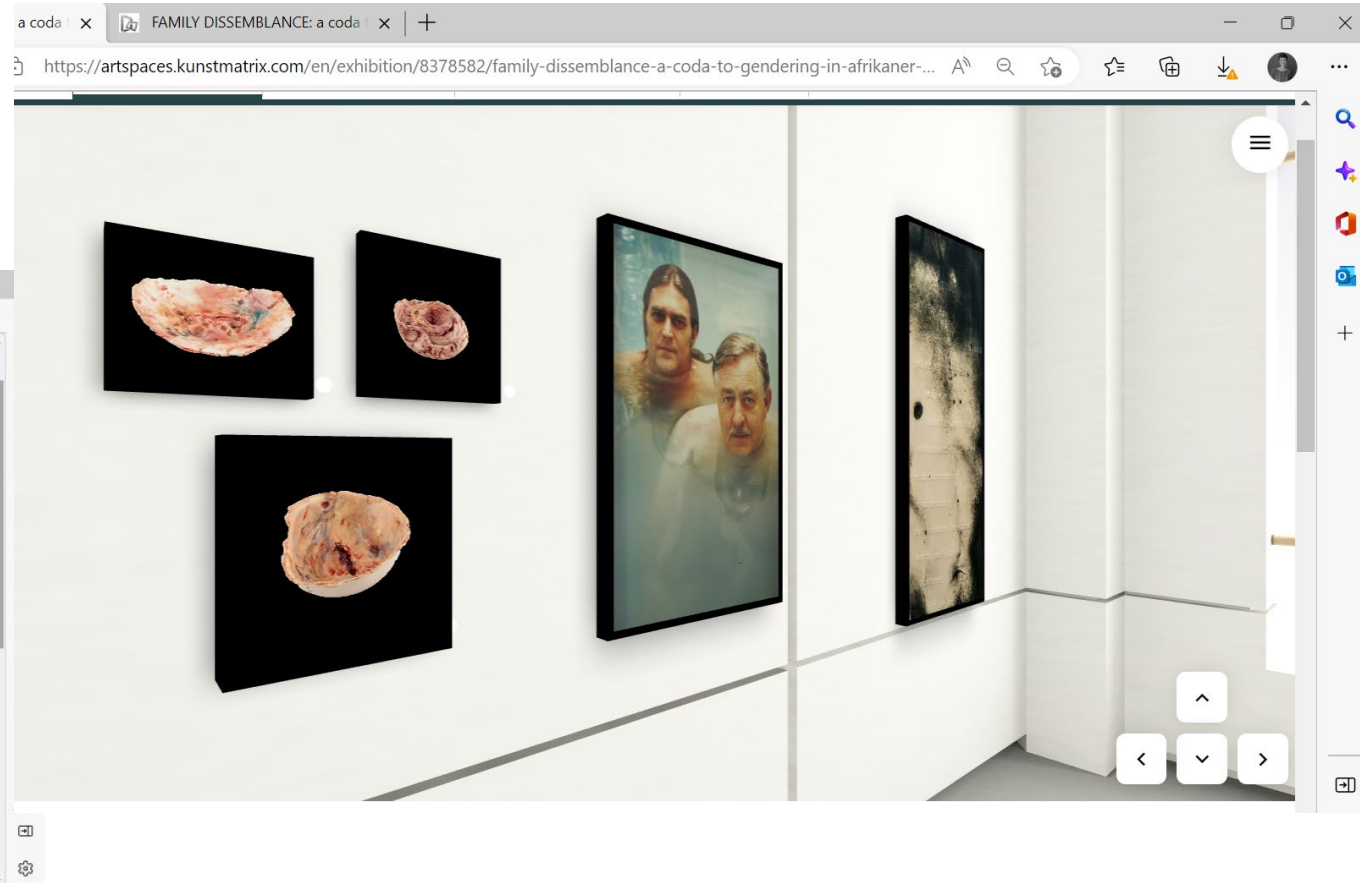 a coda
FAMILY DISSEMBLANCE: a coda
https://artspaces.kunstmatrix.com/en/exhibition/8378582/family-dissemblance-a-coda-to-gendering-in-afrikaner-...